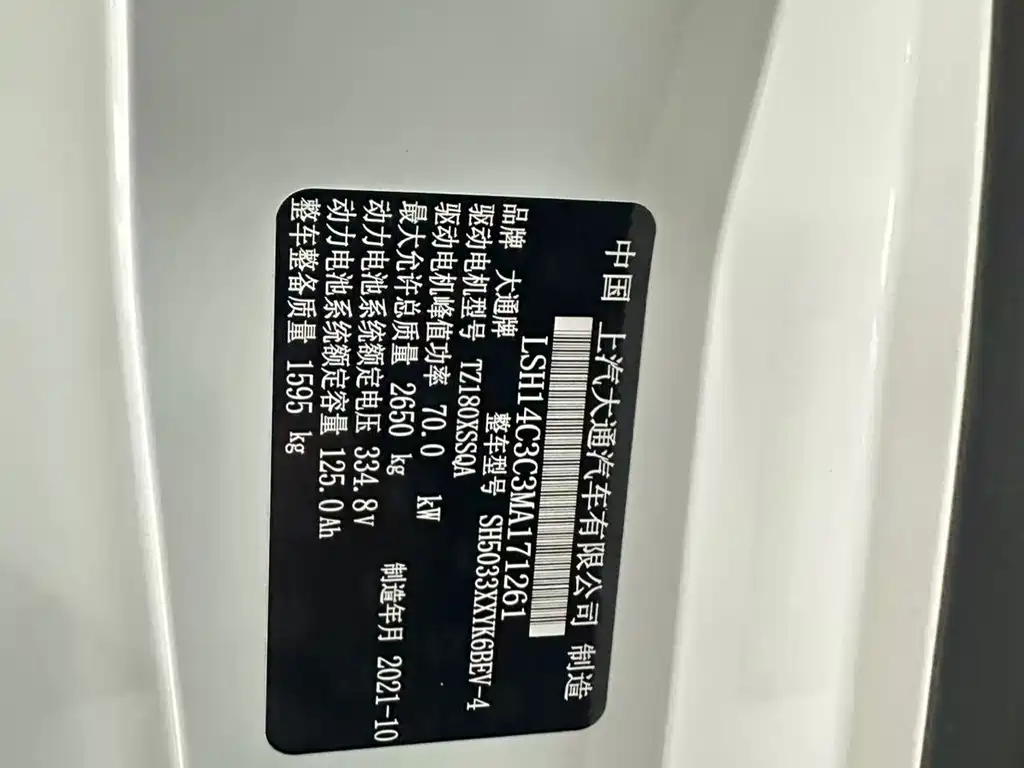 中国 上汽大通汽车有限公司 制造
LSH14C3C3MA171261
品牌 大通牌 整车型号 SH5033XXYK6BEV-4
驱动电机型号 TZ180XSSQA
驱动电机峰值功率 70.0 kW
最大允许总质量 2650 kg 制造年月 2021-10
动力电池系统额定电压 334.8V
动力电池系统额定容量 125.0Ah
整车整备质量 1595 kg